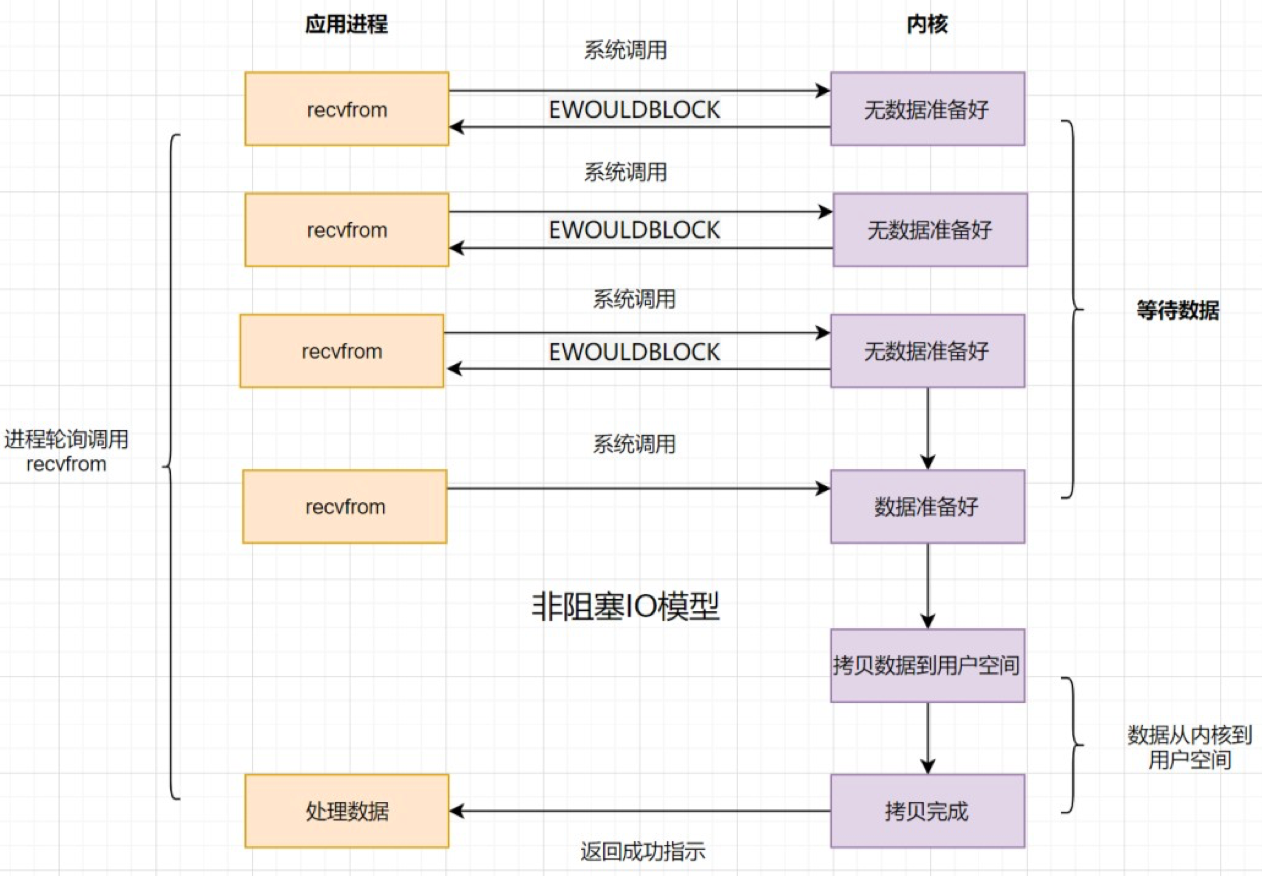 应用进程
内核
系统调用
recvfrom
EWOULDBLOCK
无数据准备好
系统调用
recvfrom
EWOULDBLOCK
无数据准备好
系统调用
等待数据
recvfrom
EWOULDBLOCK
无数据准备好
进程轮询调用
recvfrom
系统调用
recvfrom
数据准备好
非阻塞IO模型
拷贝数据到用户空间
数据从内核到
用户空间
处理数据
拷贝完成
返回成功指示